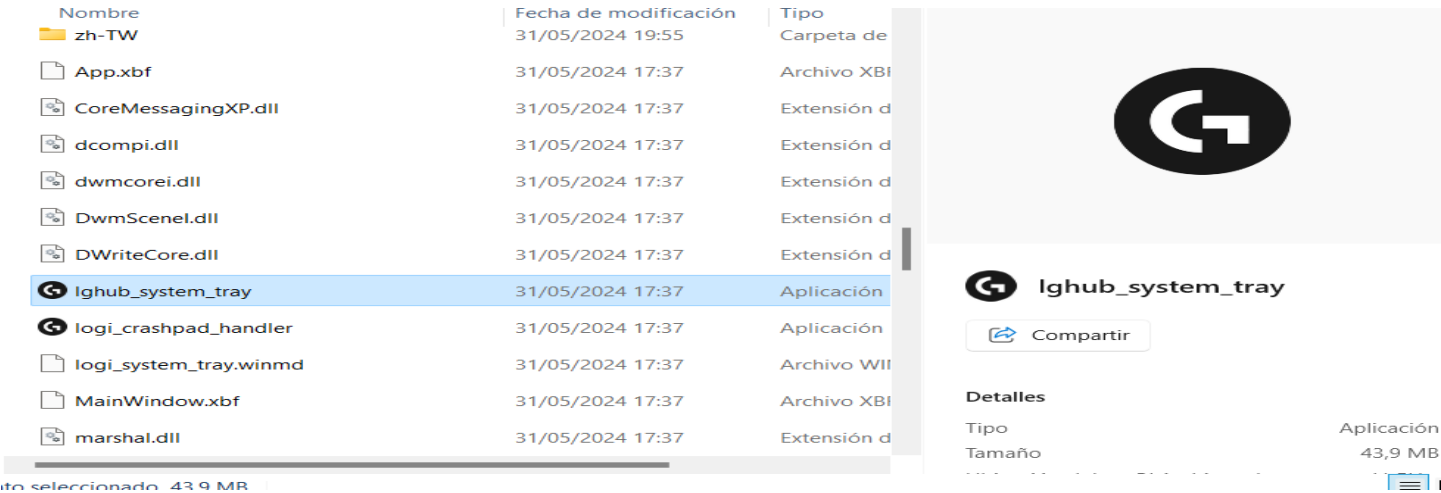 Nombre Fecha de modificación Tipo
zh-TW 31/05/2024 19:55 Carpeta de
App.xbf 31/05/2024 17:37 Archivo XBF
CoreMessagingXP.dll 31/05/2024 17:37 Extensión d
dcompi.dll 31/05/2024 17:37 Extensión d
dwmcorei.dll 31/05/2024 17:37 Extensión d
DwmSceneI.dll 31/05/2024 17:37 Extensión d
DWriteCore.dll 31/05/2024 17:37 Extensión d
lghub_system_tray 31/05/2024 17:37 Aplicación
logi_crashpad_handler 31/05/2024 17:37 Aplicación
logi_system_tray.winmd 31/05/2024 17:37 Archivo WI
MainWindow.xbf 31/05/2024 17:37 Archivo XBF
marshal.dll 31/05/2024 17:37 Extensión d
lghub_system_tray
Compartir
Detalles
Tipo Aplicación
Tamaño 43,9 MB
seleccionado 43,9 MB